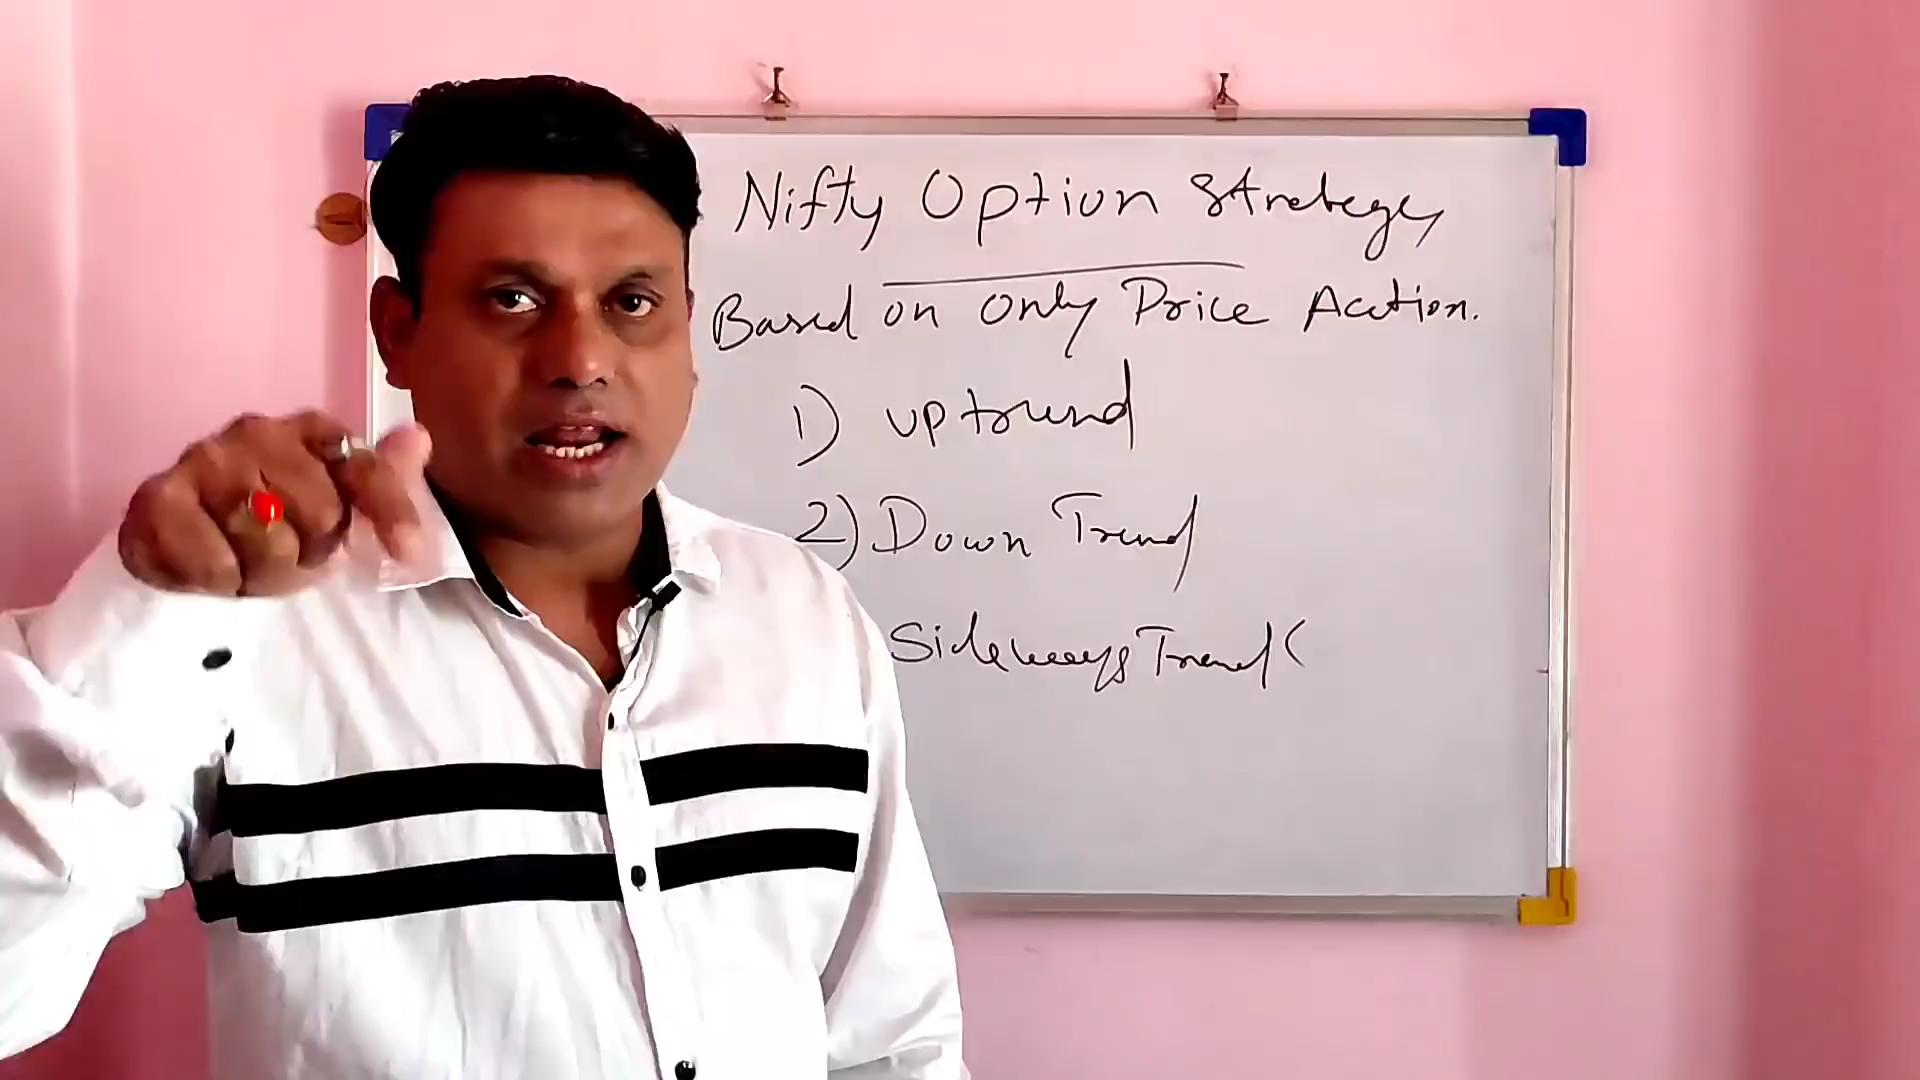 Nifty Option Strategy
Based on Only Price Action.
1) uptrend
2) Down Trend
Sideways Trend (